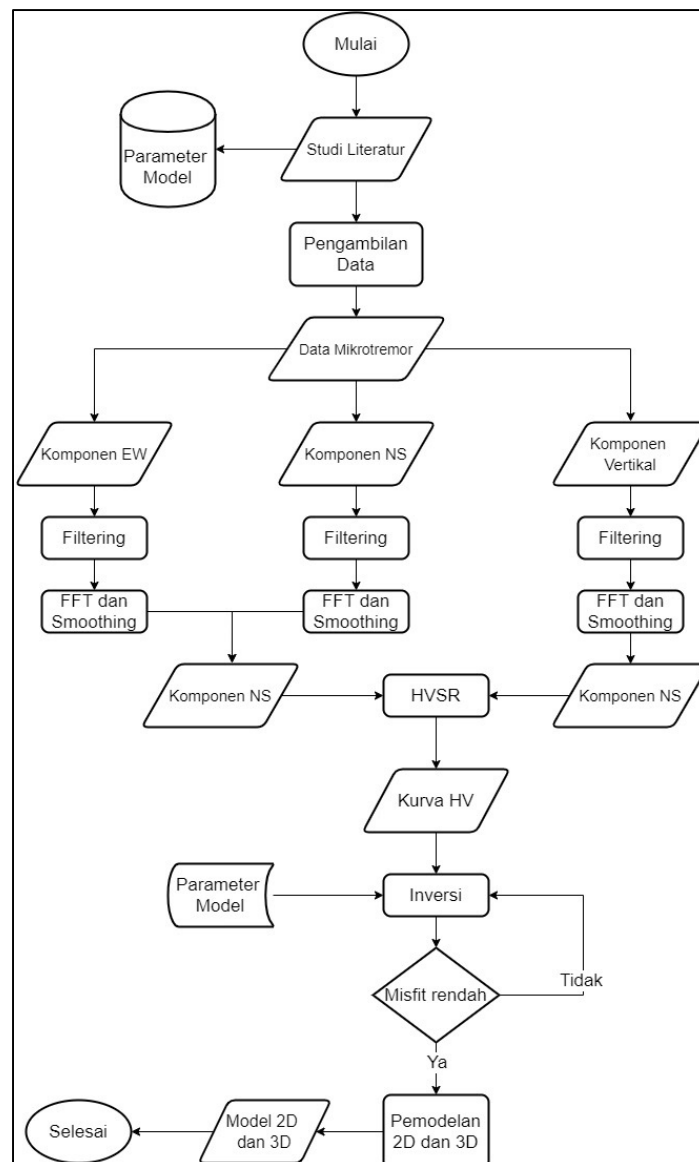 Mulai
Studi Literatur
Parameter
Model
Pengambilan
Data
Data Mikrotremor
Komponen EW
Komponen NS
Komponen
Vertikal
Filtering
Filtering
Filtering
FFT dan
Smoothing
FFT dan
Smoothing
FFT dan
Smoothing
Komponen NS
HVSR
Komponen NS
Kurva HV
Parameter
Model
Inversi
Misfit rendah
Tidak
Ya
Pemodelan
2D dan 3D
Model 2D
dan 3D
Selesai